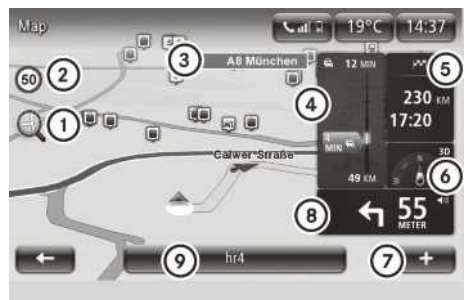 Map
19°C
14:37
50
2
3
A8 München
12 MIN
5
1
4
230 KM
17:20
MIN
3D
Calwer Straße
49 KM
6
8
55
METER
←
9
hr4
7
+